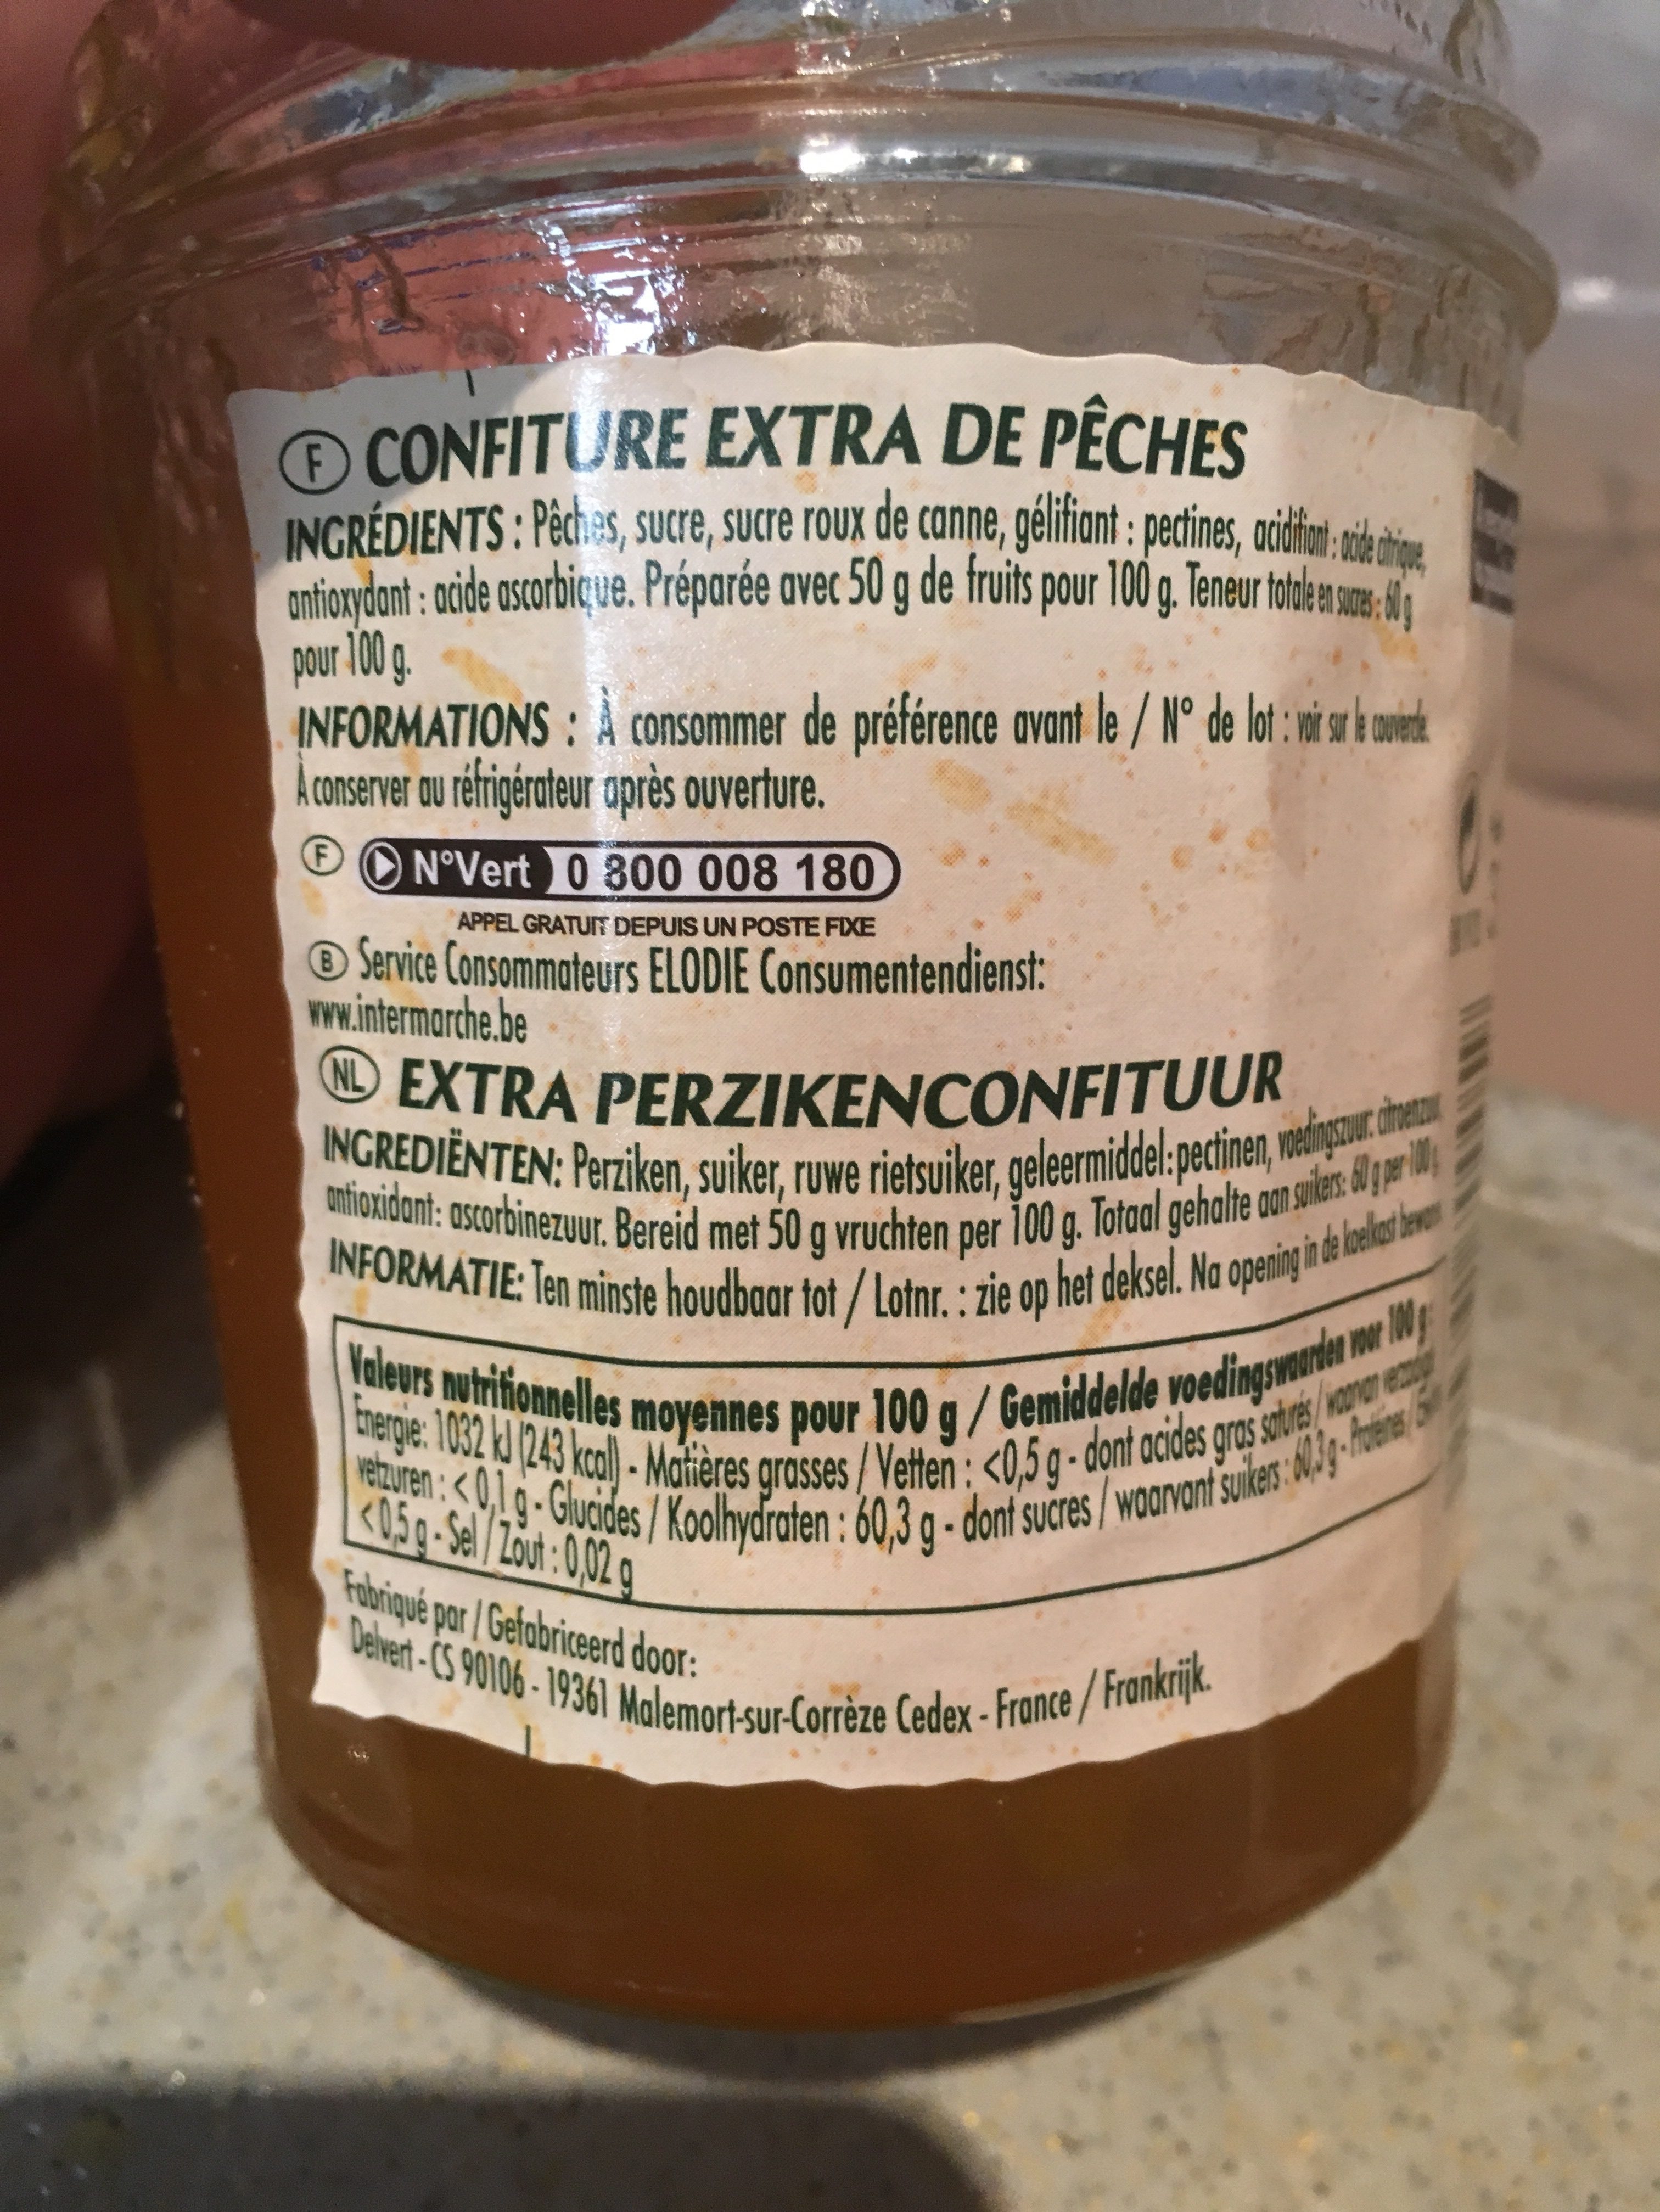 F CONFITURE EXTRA DE PÊCHES
INGRÉDIENTS : Pêches, sucre, sucre roux de canne, gélifiant : pectines, acidifiant : acide citrique,
antioxydant : acide ascorbique. Préparée avec 50 g de fruits pour 100 g. Teneur totale en sucres : 60 g
pour 100 g.
INFORMATIONS : À consommer de préférence avant le / N° de lot : voir sur le couvercle.
À conserver au réfrigérateur après ouverture.
F N°Vert 0 800 008 180
APPEL GRATUIT DEPUIS UN POSTE FIXE
B Service Consommateurs ELODIE Consumentendienst:
www.intermarche.be
NL EXTRA PERZIKENCONFITUUR
INGREDIËNTEN: Perziken, suiker, ruwe rietsuiker, geleermiddel: pectinen, voedingszuur: citroenzuur
antioxidant: ascorbinezuur. Bereid met 50 g vruchten per 100 g. Totaal gehalte aan suikers: 60 g per 100 g
INFORMATIE: Ten minste houdbaar tot / Lotnr. : zie op het deksel. Na opening in de koelkast
Valeurs nutritionnelles moyennes pour 100 g / Gemiddelde voedingswaarden voor 100 g :
Énergie: 1032 kJ (243 kcal) - Matières grasses / Vetten : <0,5 g - dont acides gras saturés / waarvan
vetzuren : < 0,1 g - Glucides / Koolhydraten : 60,3 g - dont sucres / waarvant suikers : 60,3 g - Protéines /
< 0,5 g - Sel / Zout : 0,02 g
Fabriqué par / Gefabriceerd door:
Delvert - CS 90106 - 19361 Malemort-sur-Corrèze Cedex - France / Frankrijk.